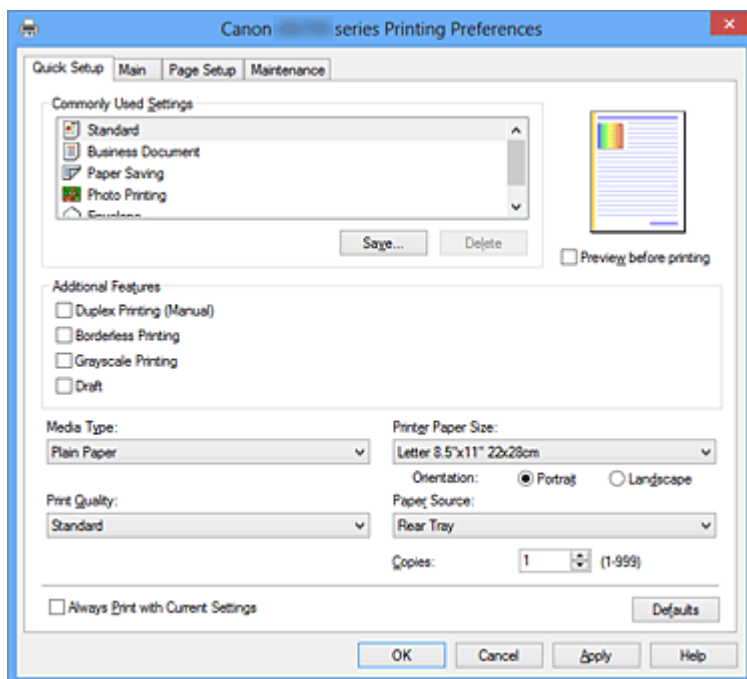 Canon series Printing Preferences
Quick Setup Main Page Setup Maintenance
Commonly Used Settings
Standard
Business Document
Paper Saving
Photo Printing
Envelope
Save... Delete
Preview before printing
Additional Features
Duplex Printing (Manual)
Borderless Printing
Grayscale Printing
Draft
Media Type: Printer Paper Size:
Plain Paper Letter 8.5"x11" 22x28cm
Orientation: Portrait Landscape
Print Quality: Paper Source:
Standard Rear Tray
Copies: 1 (1-999)
Always Print with Current Settings Defaults
OK Cancel Apply Help